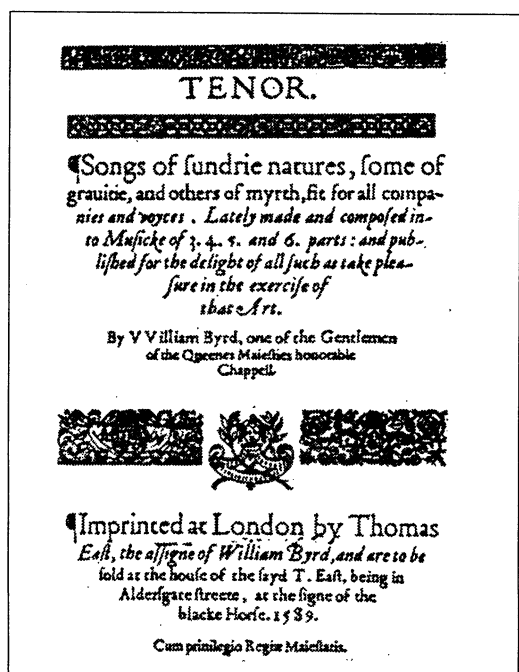 TENOR.
¶Songs of ſundrie natures, ſome of
grauitie, and others of myrth, fit for all compa-
nies and voyces . Lately made and compoſed in-
to Muſicke of 3. 4. 5. and 6. parts : and pub-
liſhed for the delight of all ſuch as take plea-
ſure in the exerciſe of
that Art.
By VVilliam Byrd, one of the Gentlemen
of the Queenes Maieſties honorable
Chappell.
¶Imprinted at London by Thomas
Eaſt, the aſſigne of William Byrd, and are to be
ſold at the houſe of the ſayd T. Eaſt, being in
Alderſgate ſtreete, at the ſigne of the
blacke Horſe. 1589.
Cum priuilegio Regiæ Maieſtatis.